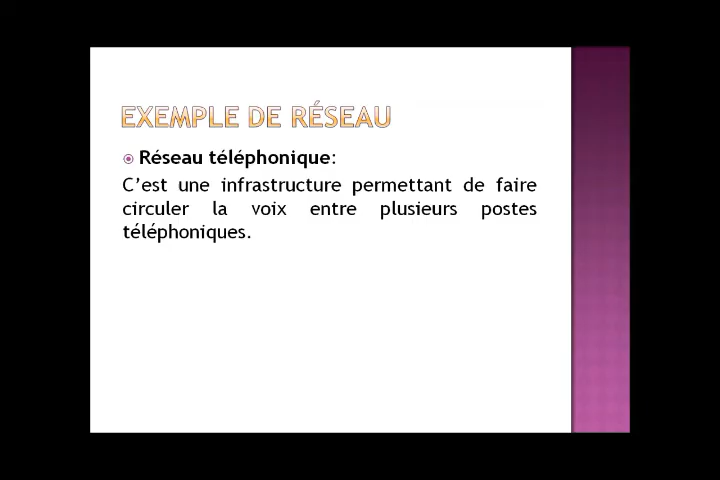 EXEMPLE DE RÉSEAU
Réseau téléphonique:
C’est une infrastructure permettant de faire
circuler la voix entre plusieurs postes
téléphoniques.